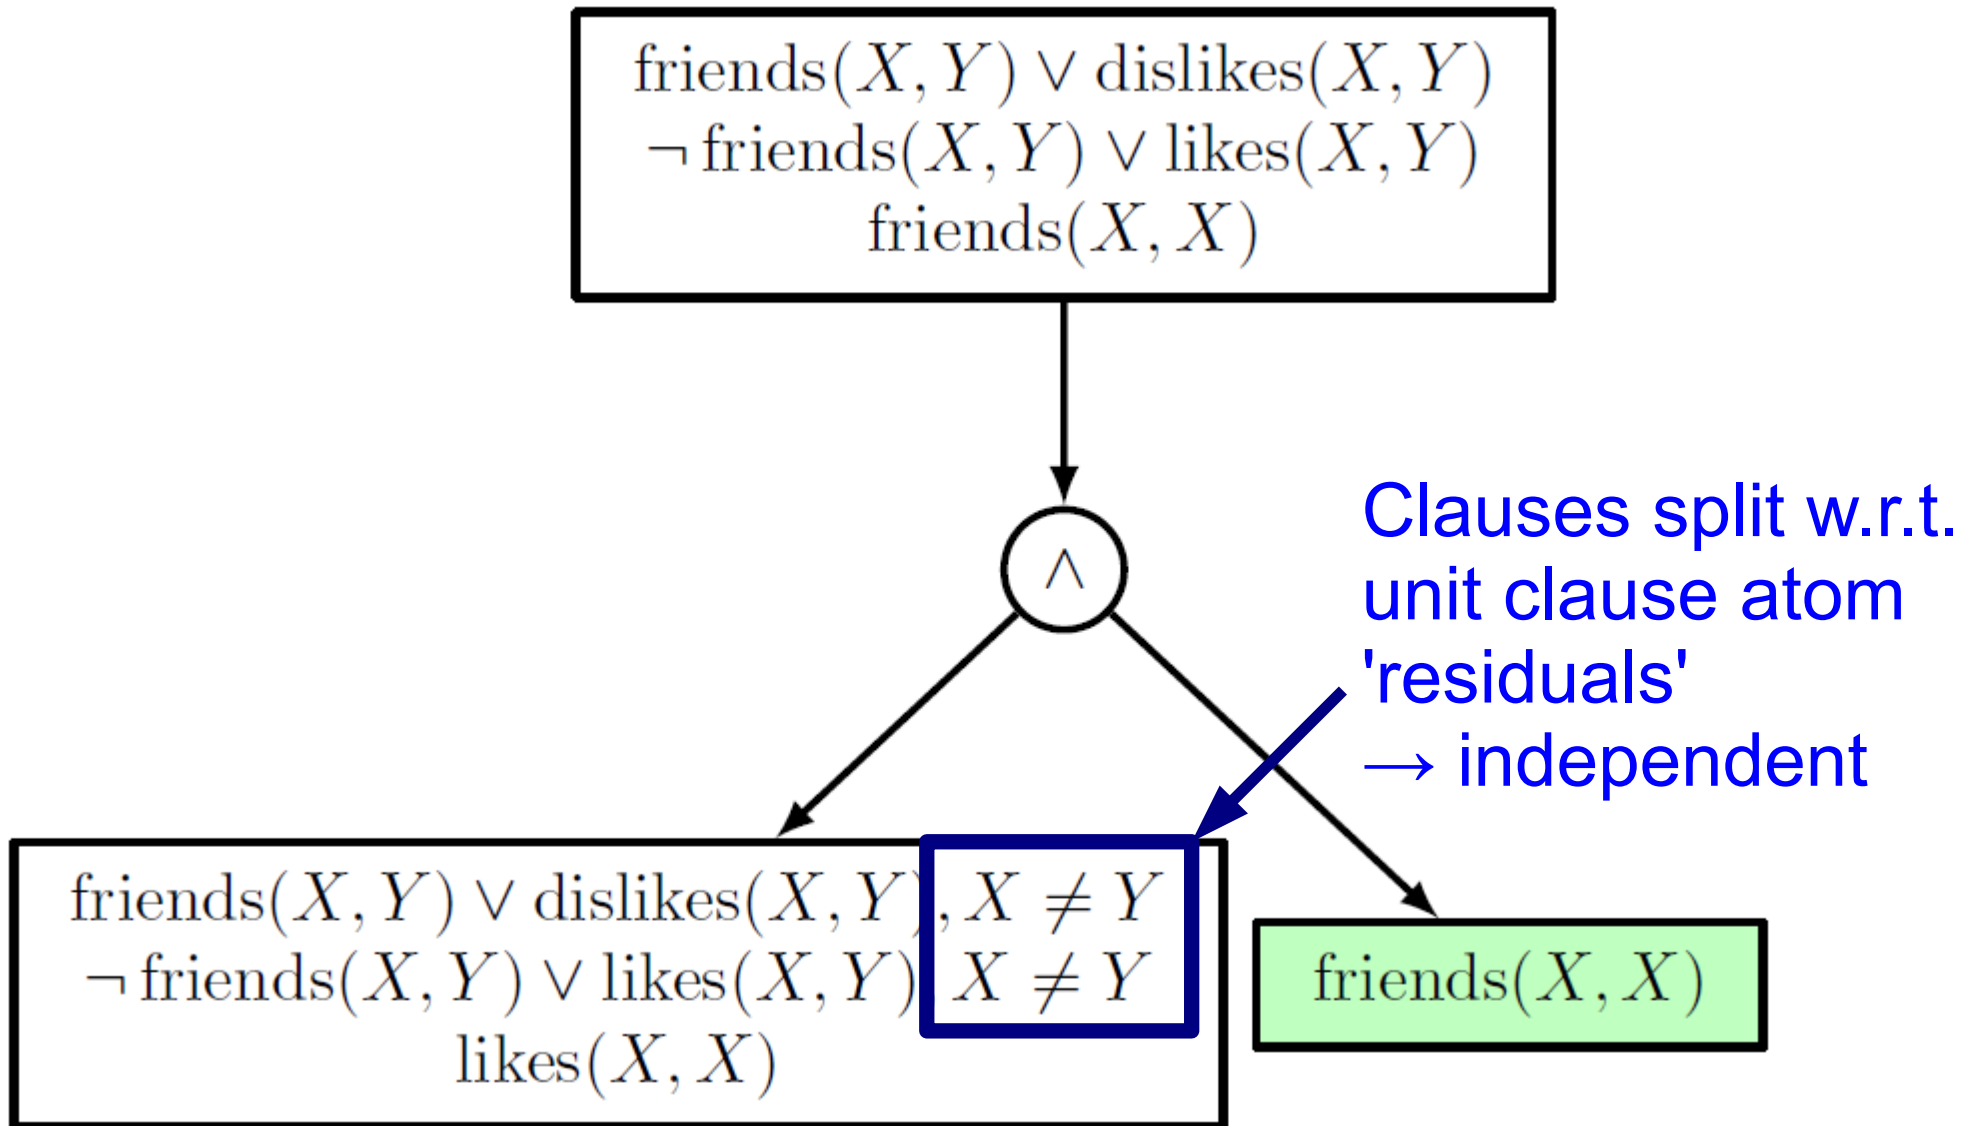 friends(X, Y) ∨ dislikes(X, Y)
¬ friends(X, Y) ∨ likes(X, Y)
friends(X, X)
∧
Clauses split w.r.t.
unit clause atom
'residuals'
→ independent
friends(X, Y) ∨ dislikes(X, Y), X ≠ Y
¬ friends(X, Y) ∨ likes(X, Y) X ≠ Y
likes(X, X)
friends(X, X)